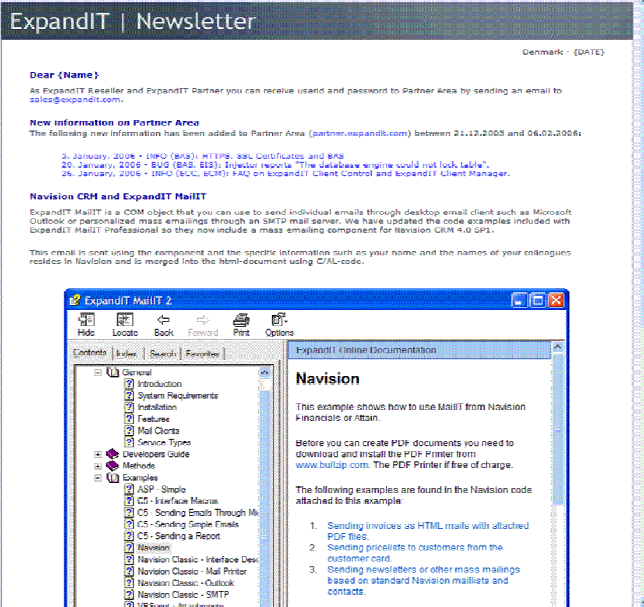 ExpandIT | Newsletter
Denmark - {DATE}
Dear {Name}
As ExpandIT Reseller and ExpandIT Partner you can receive userid and password to Partner Area by sending an email to
sales@expandit.com.
New information on Partner Area
The following new information has been added to Partner Area (partner.expandit.com) between 21.12.2005 and 06.02.2006:
5. January, 2006 - INFO (BAS): HTTPS, SSL Certificates and BAS
20. January, 2006 - BUG (BAS, EIS): Injector reports "The database engine could not lock table".
26. January, 2006 - INFO (ECC, ECM): FAQ on ExpandIT Client Control and ExpandIT Client Manager.
Navision CRM and ExpandIT MailIT
ExpandIT MailIT is a COM object that you can use to send individual emails through desktop email client such as Microsoft
Outlook or personalized mass emailings through an SMTP mail server. We have updated the code examples included with
ExpandIT MailIT Professional so they now include a mass emailing component for Navision CRM 4.0 SP1.
This email is sent using the component and the specific information such as your name and the names of your colleagues
resides in Navision and is merged into the html-document using C/AL-code.
ExpandIT MailIT 2
Hide Locate Back Forward Print Options
Contents Index Search Favorites
General
Introduction
System Requirements
Installation
Features
Mail Clients
Service Types
Developers Guide
Methods
Examples
ASP - Simple
C5 - Interface Macros
C5 - Sending Emails Through M
C5 - Sending Simple Emails
C5 - Sending a Report
Navision
Navision Classic - Interface Desc
Navision Classic - Mail Printer
Navision Classic - Outlook
Navision Classic - SMTP
ExpandIT Online Documentation
Navision
This example shows how to use MailIT from Navision
Financials or Attain.
Before you can create PDF documents you need to
download and install the PDF Printer from
www.bullzip.com. The PDF Printer if free of charge.
The following examples are found in the Navision code
attached to this example:
1. Sending invoices as HTML mails with attached
PDF files.
2. Sending pricelists to customers from the
customer card.
3. Sending newsletters or other mass mailings
based on standard Navision maillists and
contacts.